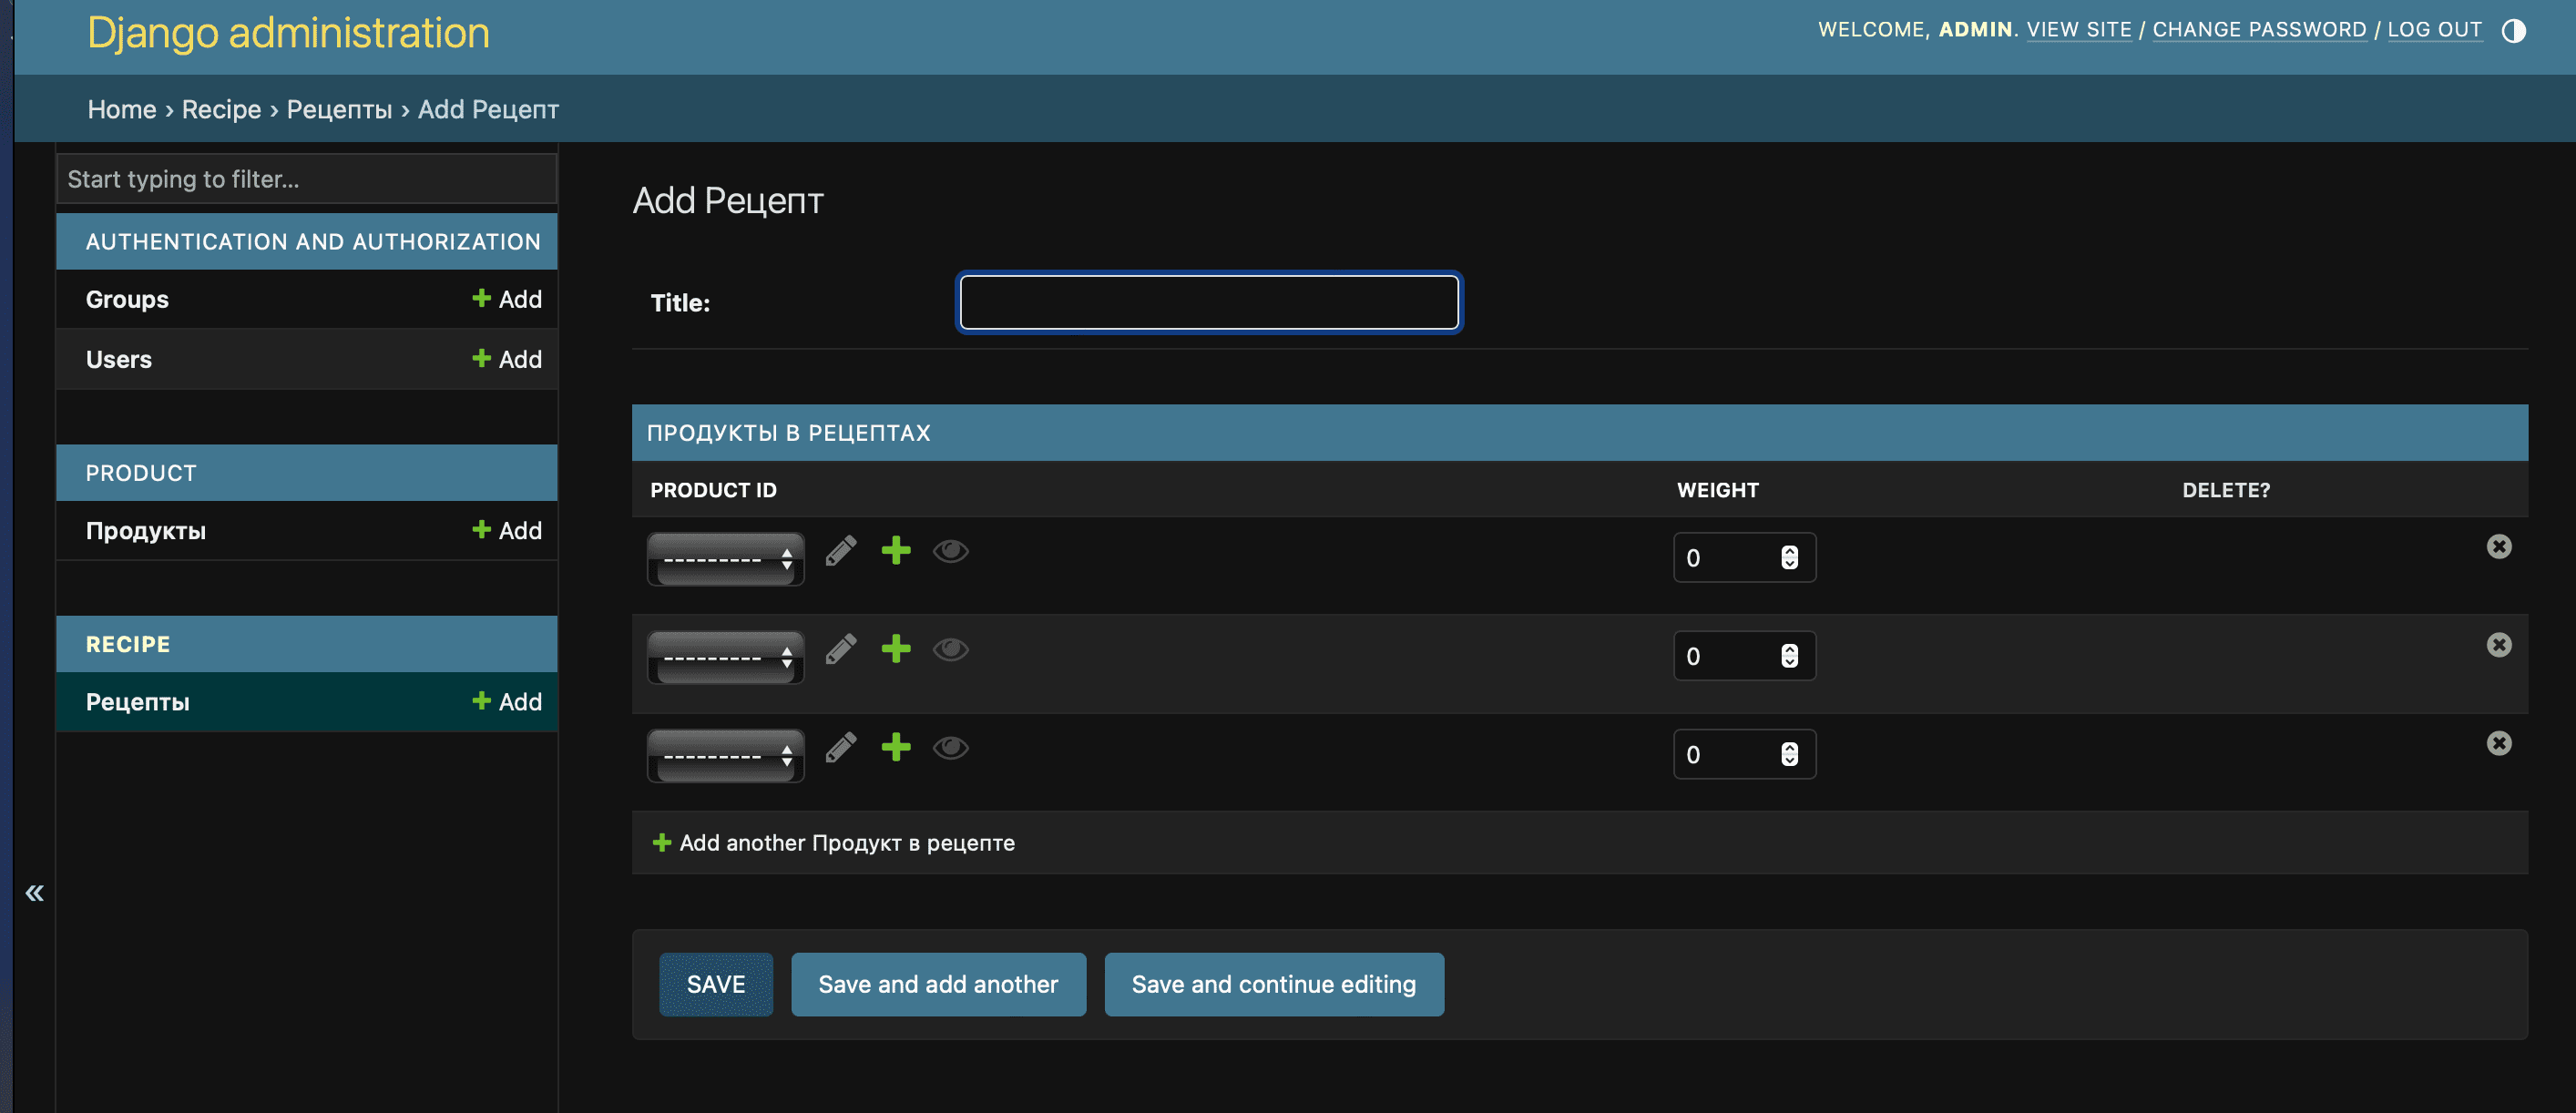 Django administration
WELCOME, ADMIN. VIEW SITE / CHANGE PASSWORD / LOG OUT
Home › Recipe › Рецепты › Add Рецепт
Start typing to filter...
AUTHENTICATION AND AUTHORIZATION
Groups + Add
Users + Add
PRODUCT
Продукты + Add
RECIPE
Рецепты + Add
«
Add Рецепт
Title:
ПРОДУКТЫ В РЕЦЕПТАХ
PRODUCT ID WEIGHT DELETE?
--------- 0
--------- 0
--------- 0
+ Add another Продукт в рецепте
SAVE Save and add another Save and continue editing